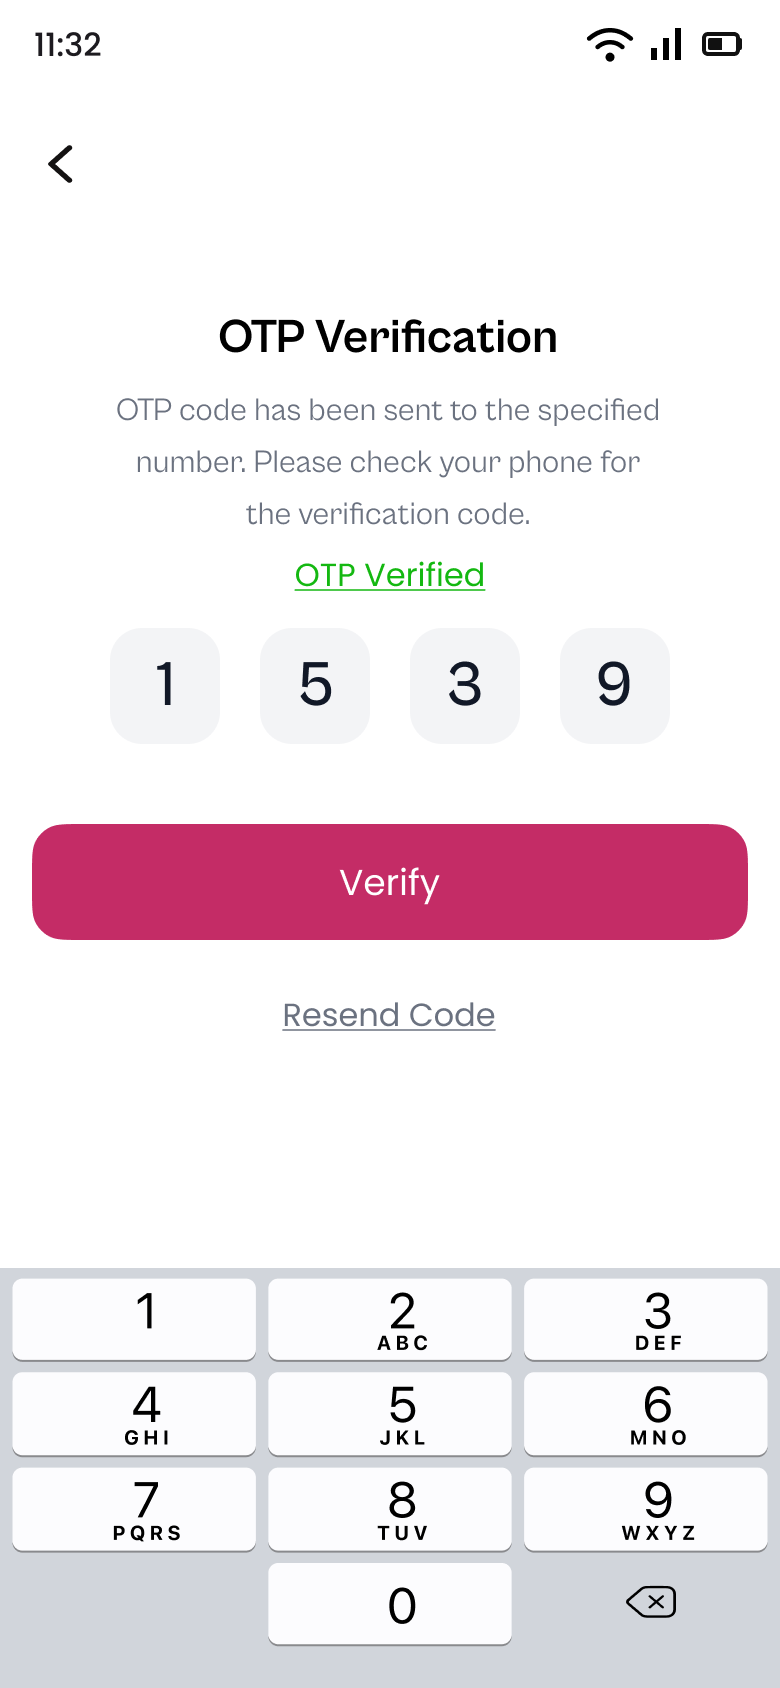 11:32
OTP Verification
OTP code has been sent to the specified
number. Please check your phone for
the verification code.
OTP Verified
1 5 3 9
Verify
Resend Code
1 2 3
ABC DEF
4 5 6
GHI JKL MNO
7 8 9
PQRS TUV WXYZ
0